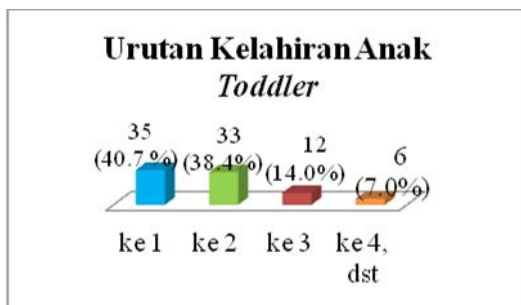 Urutan Kelahiran Anak
Toddler
35 33 12 6
(40.7%) (38.4%) (14.0%) (7.0%)
ke 1 ke 2 ke 3 ke 4,
dst